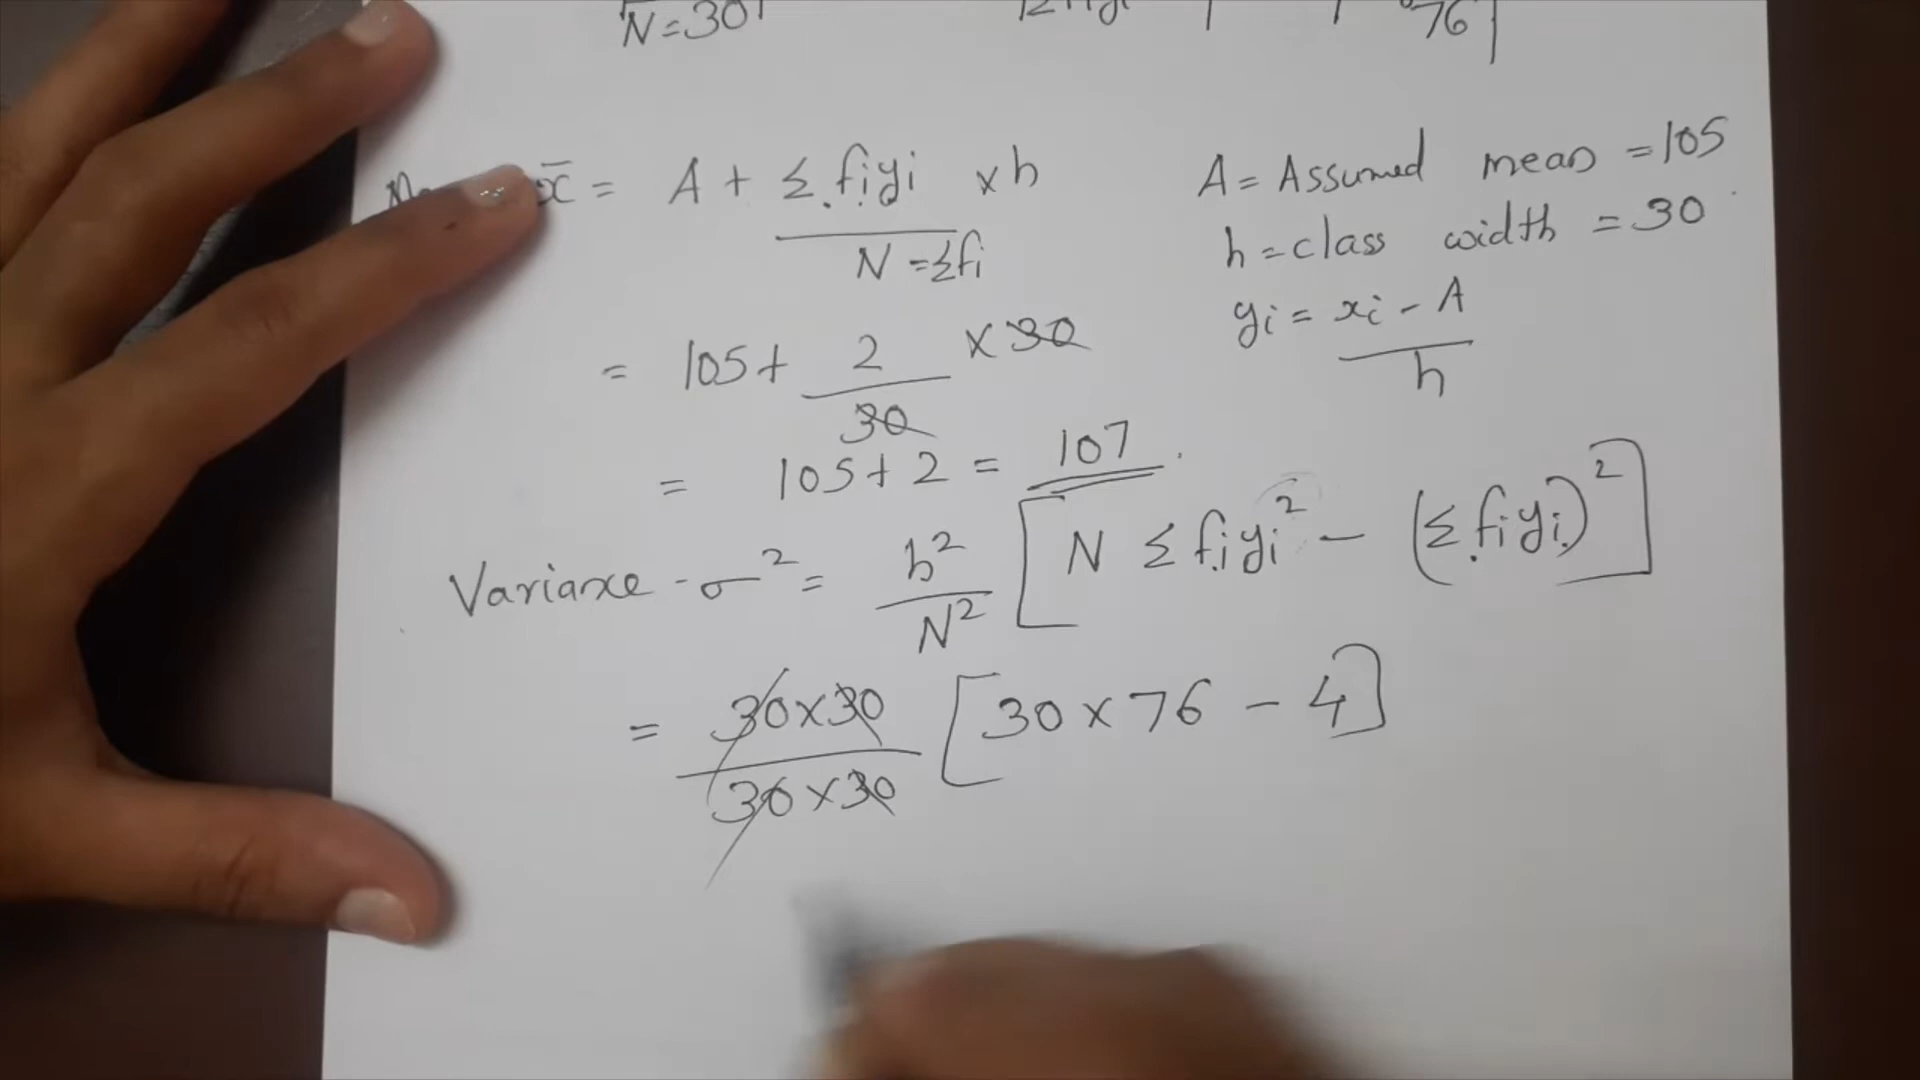 N=30 76
x̄ = A + Σfiyi × h
N = Σfi
A = Assumed mean = 105
h = class width = 30
yi = xi - A
h
= 105 + 2 × 30
30
= 105 + 2 = 107
Variance - σ² = h² [N Σfiyi² - (Σfiyi)²]
N²
= 30×30 [30 × 76 - 4]
30×30